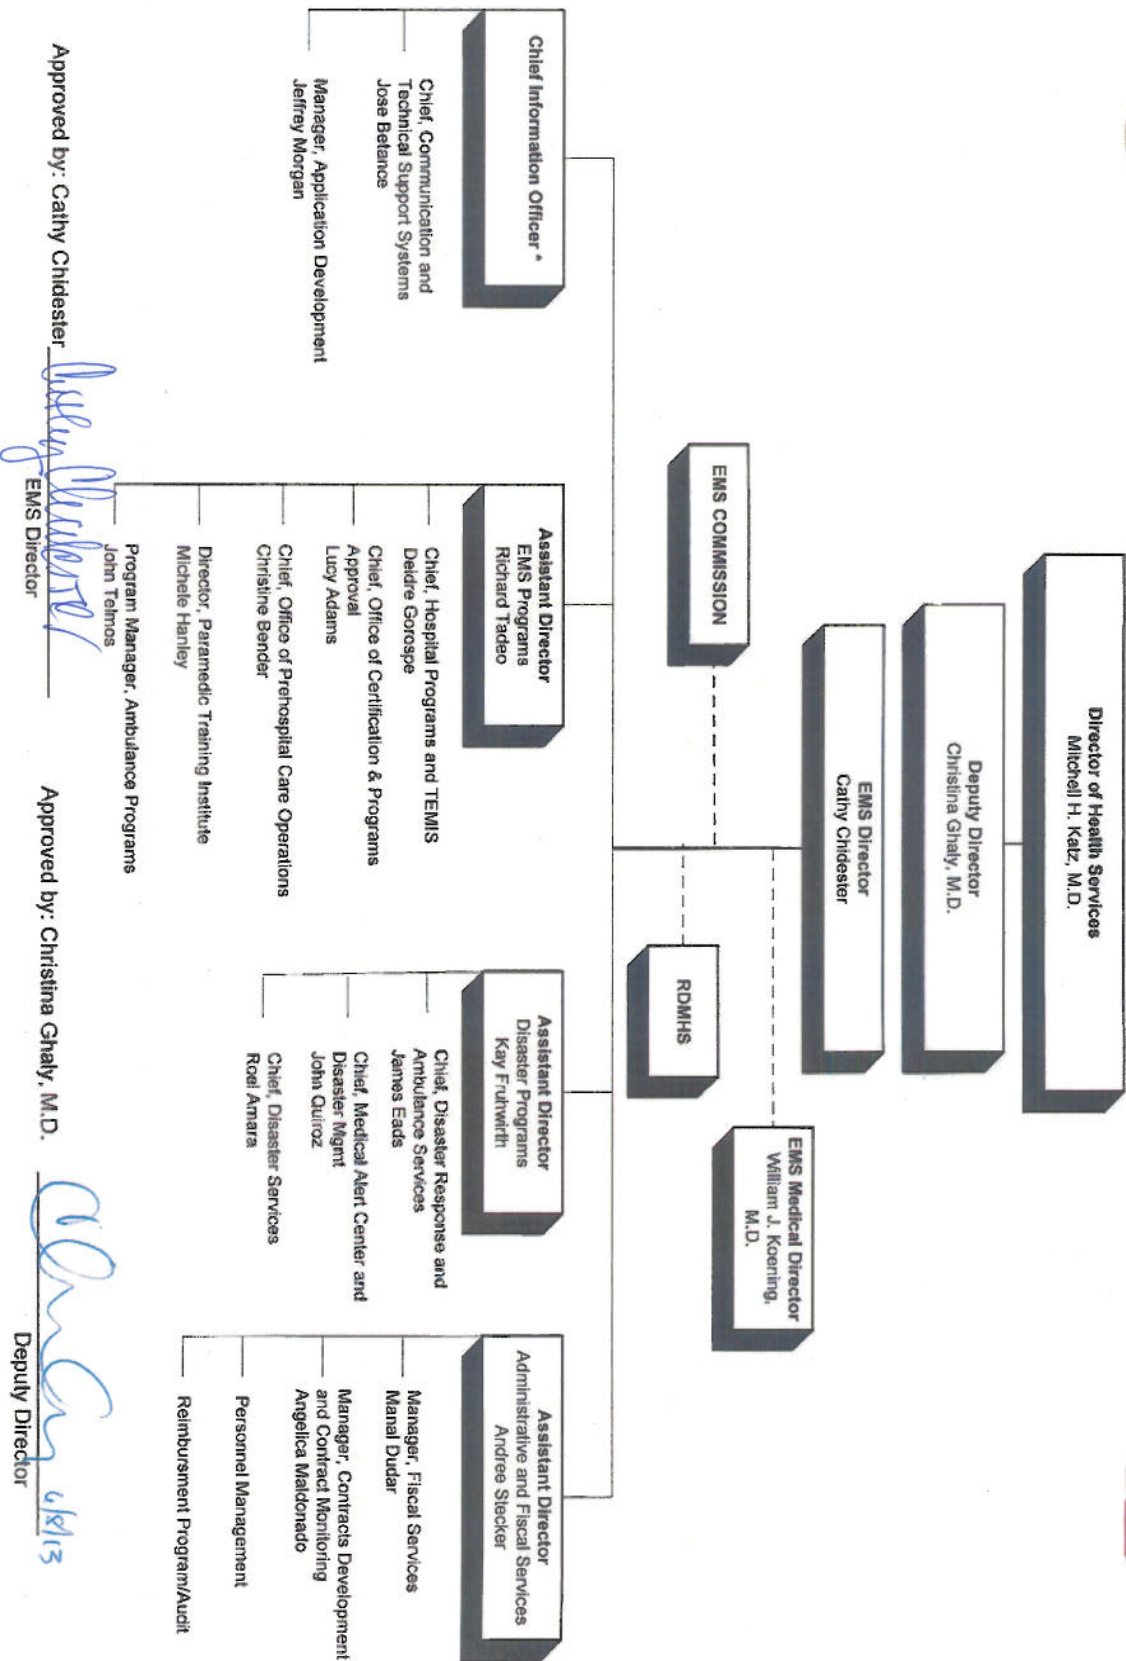 Director of Health Services
Mitchell H. Katz, M.D.
Deputy Director
Christina Ghaly, M.D.
EMS Director
Cathy Chidester
EMS Medical Director
William J. Koening,
M.D.
EMS COMMISSION
RDMHS
Chief Information Officer *
Chief, Communication and
Technical Support Systems
Jose Betance
Manager, Application Development
Jeffrey Morgan
Assistant Director
EMS Programs
Richard Tadeo
Chief, Hospital Programs and TEMIS
Deidre Gorospe
Chief, Office of Certification & Programs
Approval
Lucy Adams
Chief, Office of Prehospital Care Operations
Christine Bender
Director, Paramedic Training Institute
Michele Hanley
Program Manager, Ambulance Programs
John Telmos
Assistant Director
Disaster Programs
Kay Fruhwirth
Chief, Disaster Response and
Ambulance Services
James Eads
Chief, Medical Alert Center and
Disaster Mgmt
John Quiroz
Chief, Disaster Services
Roel Amara
Assistant Director
Administrative and Fiscal Services
Andree Stecker
Manager, Fiscal Services
Manal Dudar
Manager, Contracts Development
and Contract Monitoring
Angelica Maldonado
Personnel Management
Reimbursment Program/Audit
Approved by: Cathy Chidester
Cathy Chidester
EMS Director
Approved by: Christina Ghaly, M.D.
6/8/13
Deputy Director